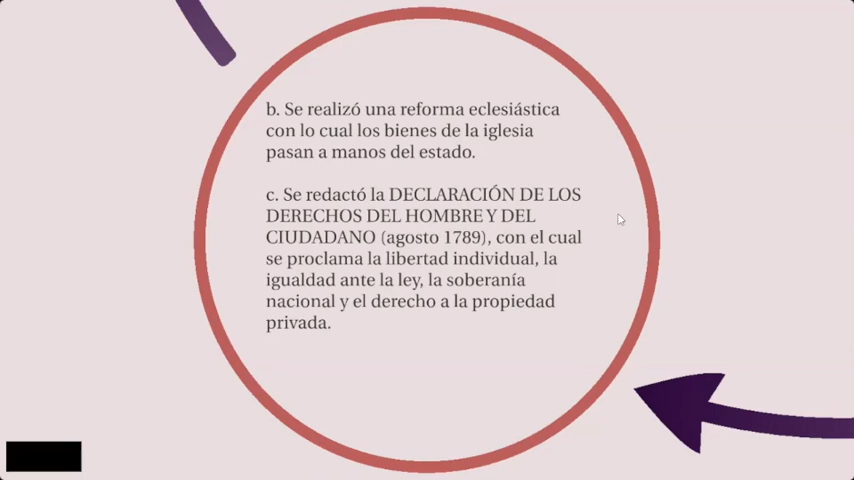 b. Se realizó una reforma eclesiástica
con lo cual los bienes de la iglesia
pasan a manos del estado.
c. Se redactó la DECLARACIÓN DE LOS
DERECHOS DEL HOMBRE Y DEL
CIUDADANO (agosto 1789), con el cual
se proclama la libertad individual, la
igualdad ante la ley, la soberanía
nacional y el derecho a la propiedad
privada.